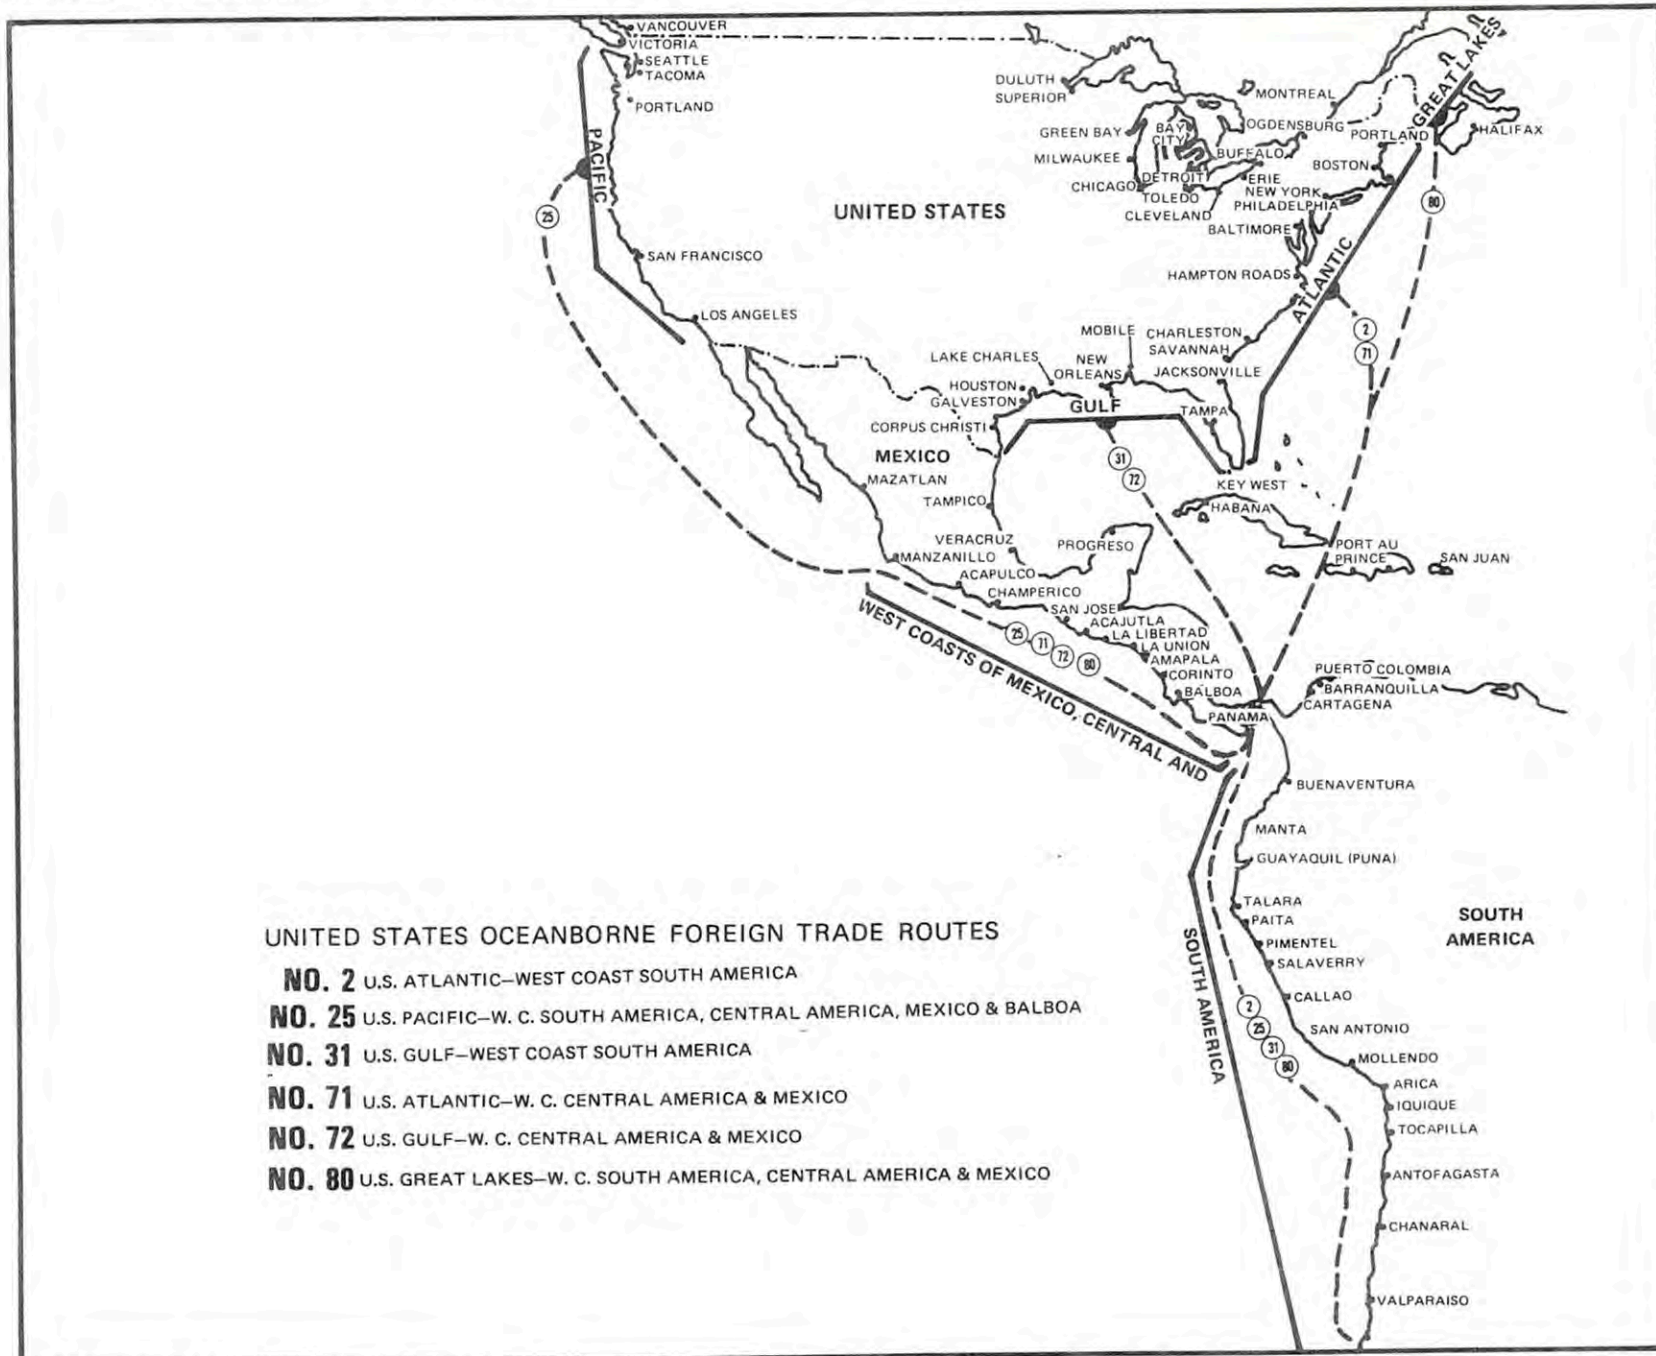 VANCOUVER
VICTORIA
SEATTLE
TACOMA
PORTLAND
PACIFIC
25
SAN FRANCISCO
LOS ANGELES
UNITED STATES
DULUTH
SUPERIOR
GREEN BAY
MILWAUKEE
CHICAGO
BAY
CITY
DETROIT
TOLEDO
CLEVELAND
BUFFALO
ERIE
OGDENSBURG
MONTREAL
GREAT LAKES
PORTLAND
HALIFAX
BOSTON
NEW YORK
PHILADELPHIA
BALTIMORE
HAMPTON ROADS
ATLANTIC
80
2
71
MOBILE
CHARLESTON
SAVANNAH
JACKSONVILLE
LAKE CHARLES
NEW
ORLEANS
HOUSTON
GALVESTON
GULF
TAMPA
CORPUS CHRISTI
MEXICO
31
72
MAZATLAN
TAMPICO
KEY WEST
HABANA
VERACRUZ
PROGRESO
PORT AU
PRINCE
SAN JUAN
MANZANILLO
ACAPULCO
CHAMPERICO
SAN JOSE
ACAJUTLA
LA LIBERTAD
LA UNION
AMAPALA
CORINTO
BALBOA
PANAMA
25
71
72
80
WEST COASTS OF MEXICO, CENTRAL AND
PUERTO COLOMBIA
BARRANQUILLA
CARTAGENA
BUENAVENTURA
MANTA
GUAYAQUIL (PUNA)
TALARA
PAITA
PIMENTEL
SALAVERRY
CALLAO
SAN ANTONIO
MOLLENDO
ARICA
IQUIQUE
TOCAPILLA
ANTOFAGASTA
CHANARAL
VALPARAISO
SOUTH
AMERICA
SOUTH AMERICA
2
25
31
80
UNITED STATES OCEANBORNE FOREIGN TRADE ROUTES
NO. 2 U.S. ATLANTIC–WEST COAST SOUTH AMERICA
NO. 25 U.S. PACIFIC–W. C. SOUTH AMERICA, CENTRAL AMERICA, MEXICO & BALBOA
NO. 31 U.S. GULF–WEST COAST SOUTH AMERICA
NO. 71 U.S. ATLANTIC–W. C. CENTRAL AMERICA & MEXICO
NO. 72 U.S. GULF–W. C. CENTRAL AMERICA & MEXICO
NO. 80 U.S. GREAT LAKES–W. C. SOUTH AMERICA, CENTRAL AMERICA & MEXICO